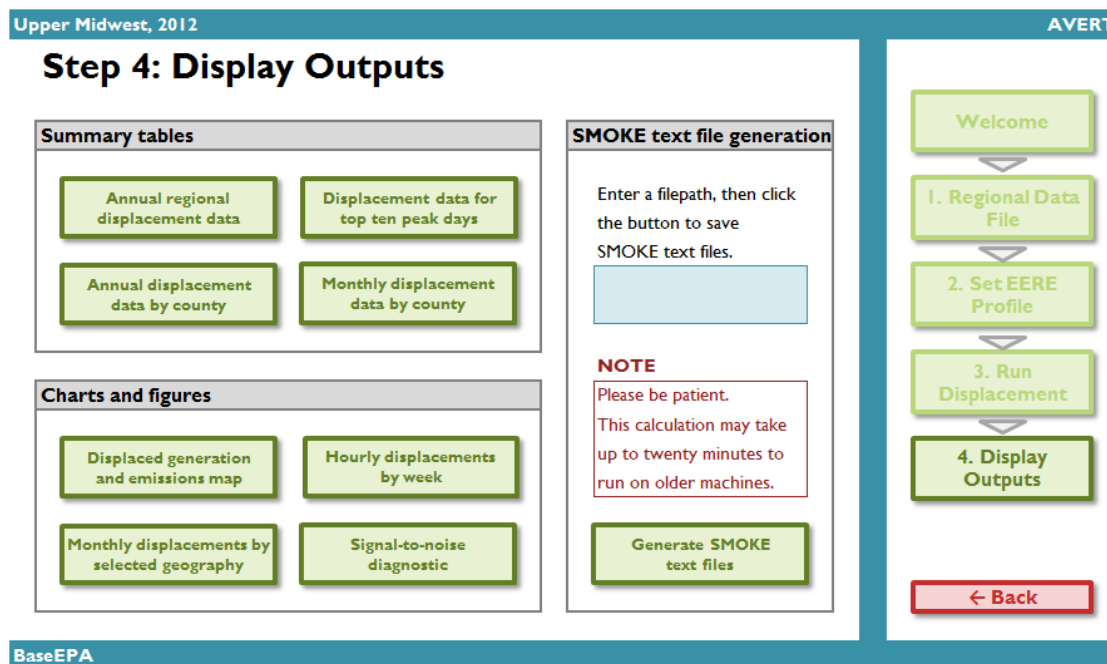 Upper Midwest, 2012
AVERT
Step 4: Display Outputs
Summary tables
Annual regional
displacement data
Displacement data for
top ten peak days
Annual displacement
data by county
Monthly displacement
data by county
Charts and figures
Displaced generation
and emissions map
Hourly displacements
by week
Monthly displacements by
selected geography
Signal-to-noise
diagnostic
SMOKE text file generation
Enter a filepath, then click
the button to save
SMOKE text files.
NOTE
Please be patient.
This calculation may take
up to twenty minutes to
run on older machines.
Generate SMOKE
text files
Welcome
1. Regional Data
File
2. Set EERE
Profile
3. Run
Displacement
4. Display
Outputs
← Back
BaseEPA